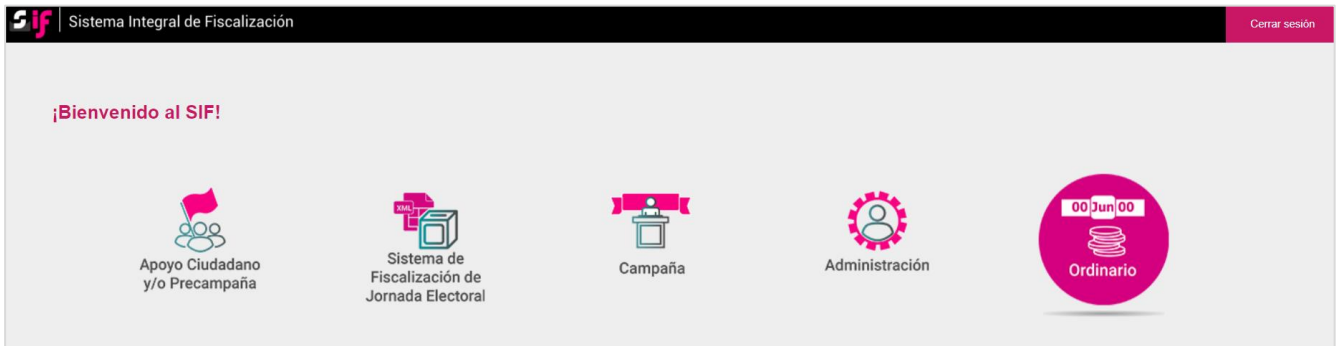 Sif Sistema Integral de Fiscalización
Cerrar sesión
¡Bienvenido al SIF!
Apoyo Ciudadano
y/o Precampaña
XML
Sistema de
Fiscalización de
Jornada Electoral
Campaña
Administración
00 Jun 00
Ordinario